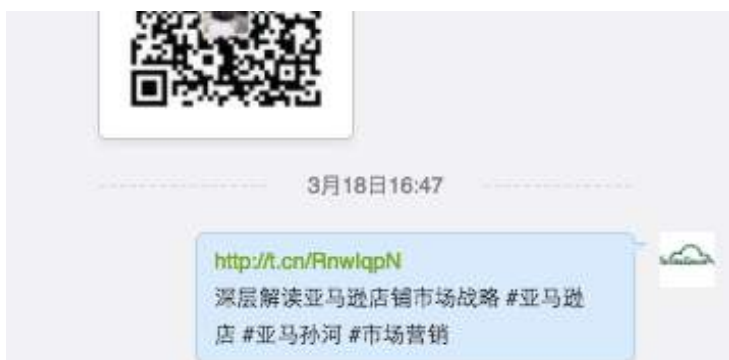 3月18日16:47
http://t.cn/RnwIqpN
深层解读亚马逊店铺市场战略 #亚马逊
店 #亚马孙河 #市场营销